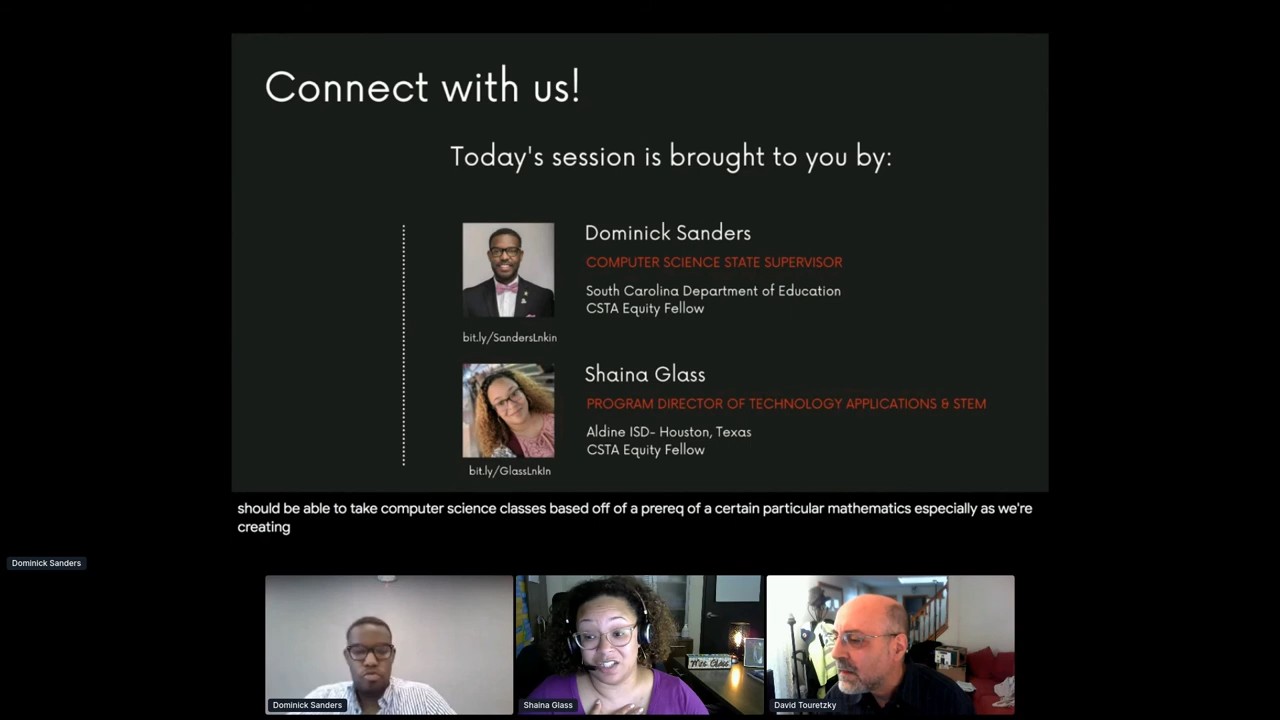 Connect with us!
Today's session is brought to you by:
Dominick Sanders
COMPUTER SCIENCE STATE SUPERVISOR
South Carolina Department of Education
CSTA Equity Fellow
bit.ly/SandersLnkin
Shaina Glass
PROGRAM DIRECTOR OF TECHNOLOGY APPLICATIONS & STEM
Aldine ISD- Houston, Texas
CSTA Equity Fellow
bit.ly/GlassLnkIn
should be able to take computer science classes based off of a prereq of a certain particular mathematics especially as we're
creating
Dominick Sanders
Mrs Glass
Dominick Sanders
Shaina Glass
David Touretzky